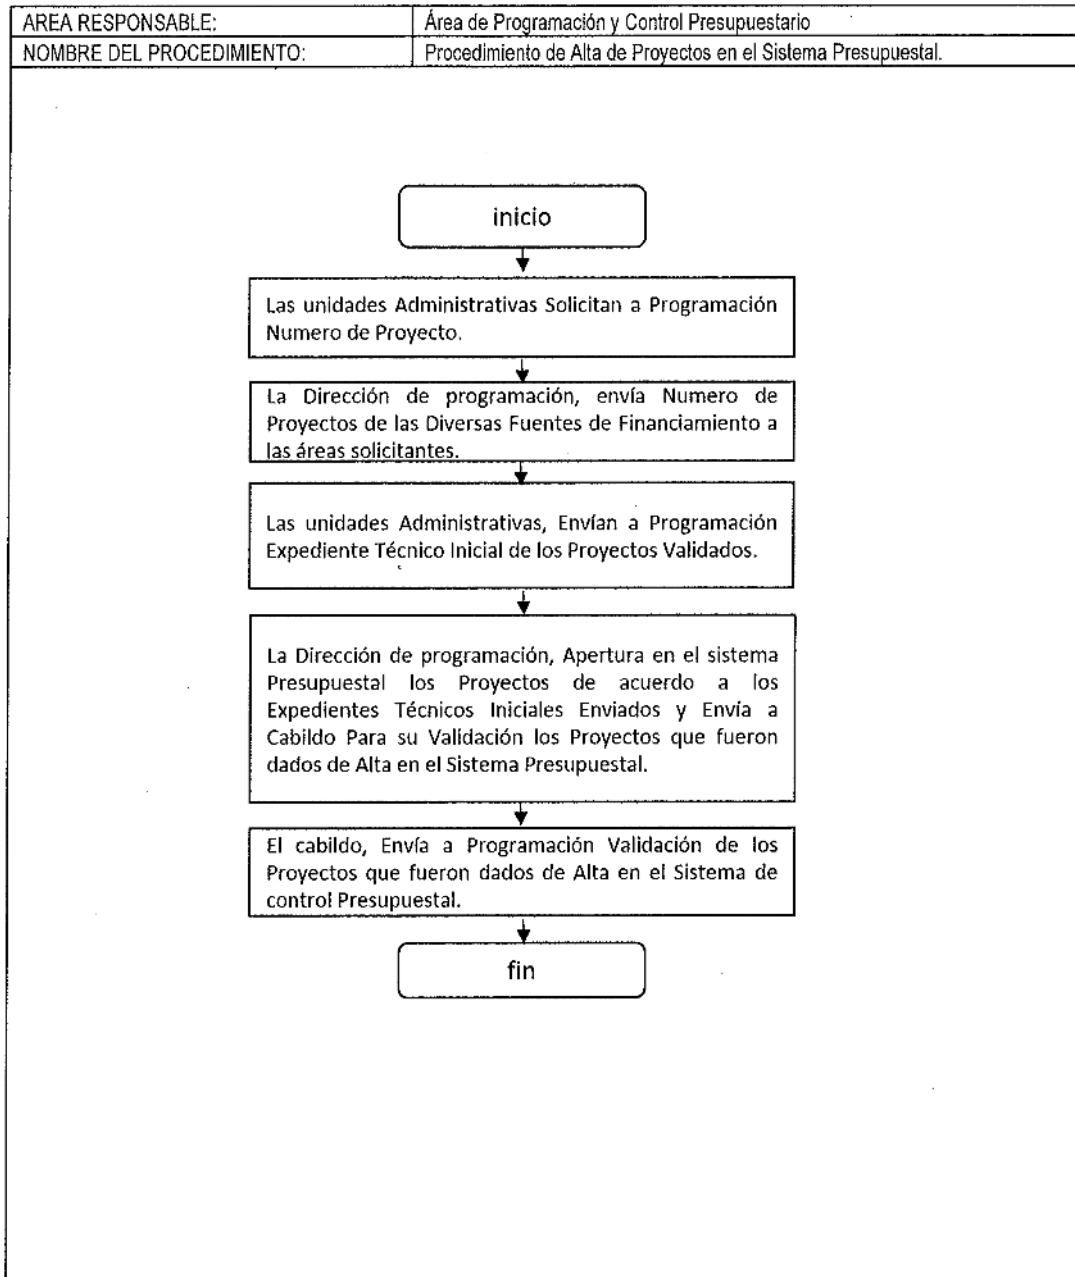 AREA RESPONSABLE: Área de Programación y Control Presupuestario
NOMBRE DEL PROCEDIMIENTO: Procedimiento de Alta de Proyectos en el Sistema Presupuestal.
inicio
Las unidades Administrativas Solicitan a Programación
Numero de Proyecto.
La Dirección de programación, envía Numero de
Proyectos de las Diversas Fuentes de Financiamiento a
las áreas solicitantes.
Las unidades Administrativas, Envían a Programación
Expediente Técnico Inicial de los Proyectos Validados.
La Dirección de programación, Apertura en el sistema
Presupuestal los Proyectos de acuerdo a los
Expedientes Técnicos Iniciales Enviados y Envía a
Cabildo Para su Validación los Proyectos que fueron
dados de Alta en el Sistema Presupuestal.
El cabildo, Envía a Programación Validación de los
Proyectos que fueron dados de Alta en el Sistema de
control Presupuestal.
fin